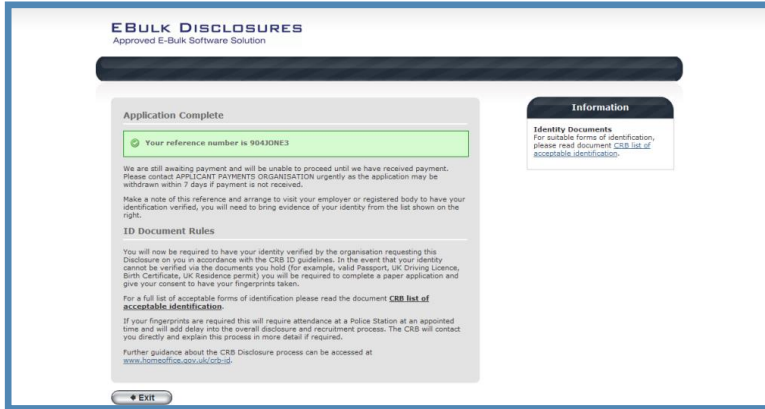 EBULK DISCLOSURES
Approved E-Bulk Software Solution
Application Complete
Your reference number is 904JONE3
We are still awaiting payment and will be unable to proceed until we have received payment.
Please contact APPLICANT PAYMENTS ORGANISATION urgently as the application may be
withdrawn within 7 days if payment is not received.
Make a note of this reference and arrange to visit your employer or registered body to have your
identification verified, you will need to bring evidence of your identity from the list shown on the
right.
ID Document Rules
You will now be required to have your identity verified by the organisation requesting this
Disclosure on you in accordance with the CRB ID guidelines. In the event that your identity
cannot be verified via the documents you hold (for example, valid Passport, UK Driving Licence,
Birth Certificate, UK Residence permit) you will be required to complete a paper application and
give your consent to have your fingerprints taken.
For a full list of acceptable forms of identification please read the document CRB list of
acceptable identification.
If your fingerprints are required this will require attendance at a Police Station at an appointed
time and will add delay into the overall disclosure and recruitment process. The CRB will contact
you directly and explain this process in more detail if required.
Further guidance about the CRB Disclosure process can be accessed at
www.homeoffice.gov.uk/crb-id.
Exit
Information
Identity Documents
For suitable forms of identification,
please read document CRB list of
acceptable identification.